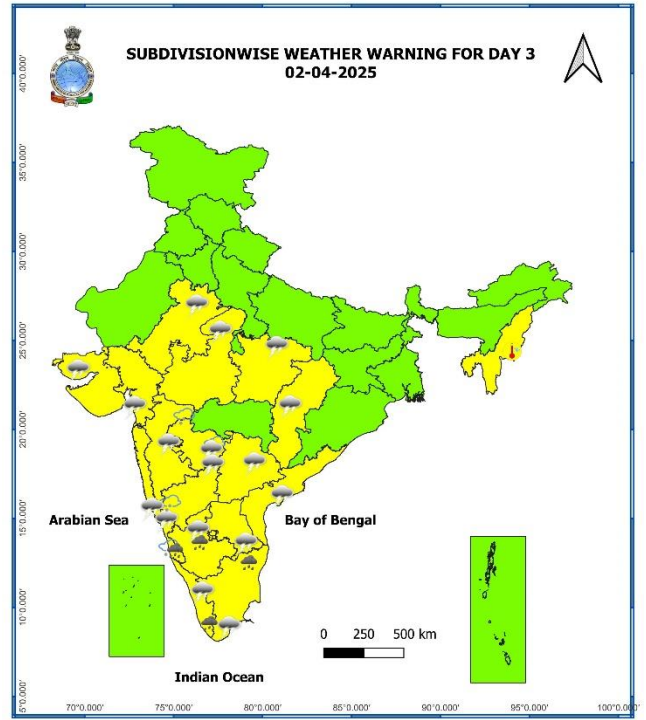 SUBDIVISIONWISE WEATHER WARNING FOR DAY 3
02-04-2025
40°0.000'
35°0.000'
30°0.000'
25°0.000'
20°0.000'
15°0.000'
10°0.000'
5°0.000'
Arabian Sea
Bay of Bengal
0 250 500 km
Indian Ocean
70°0.000' 75°0.000' 80°0.000' 85°0.000' 90°0.000' 95°0.000' 100°0.000'